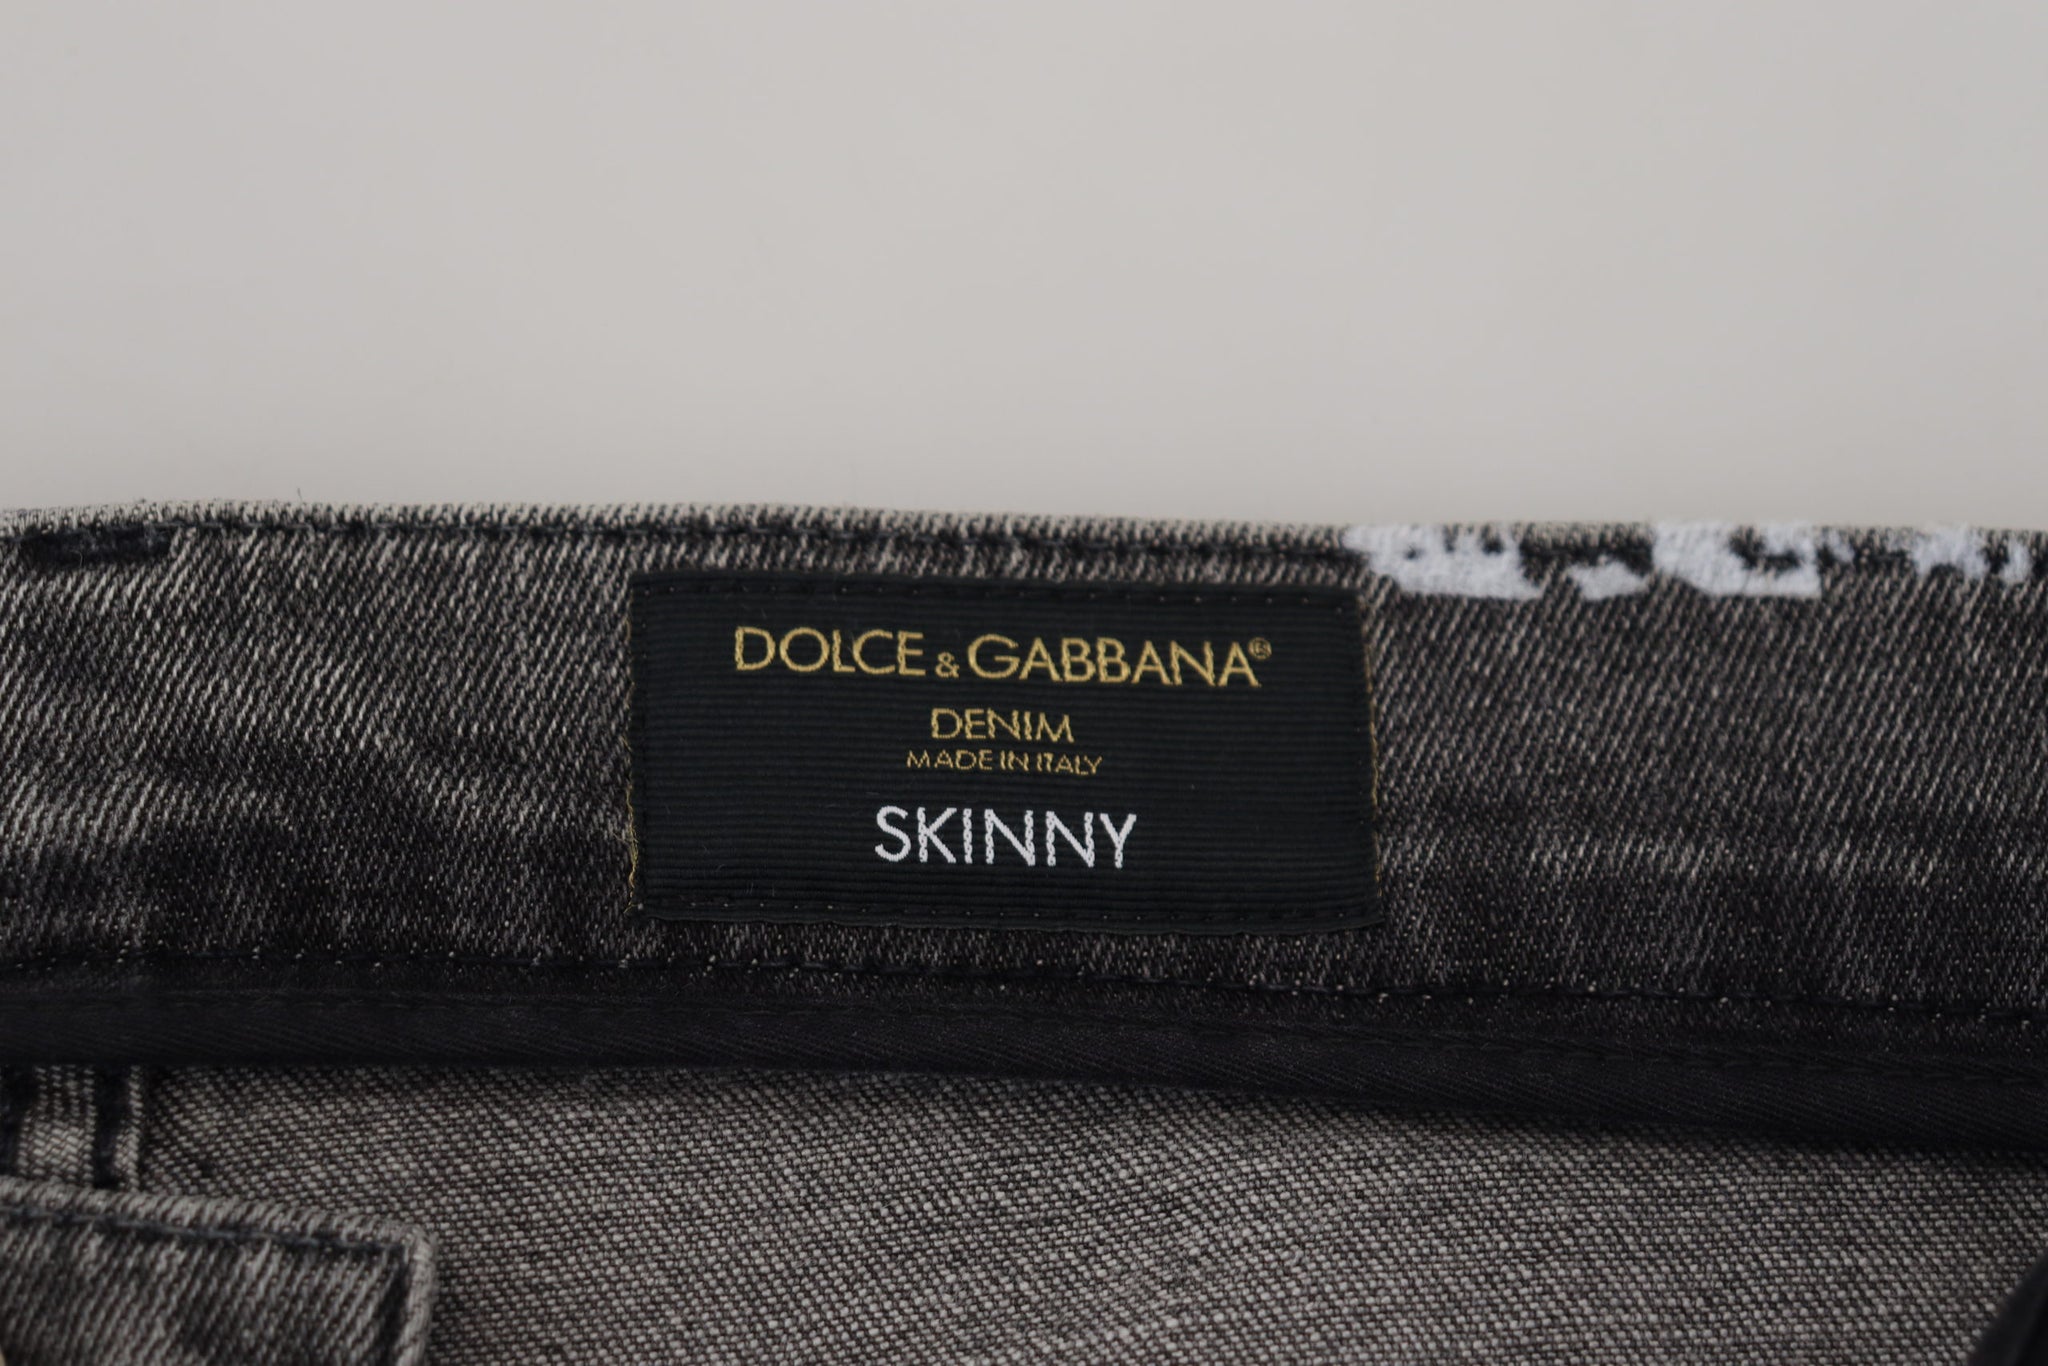 DOLCE & GABBANA®
DENIM
MADE IN ITALY
SKINNY